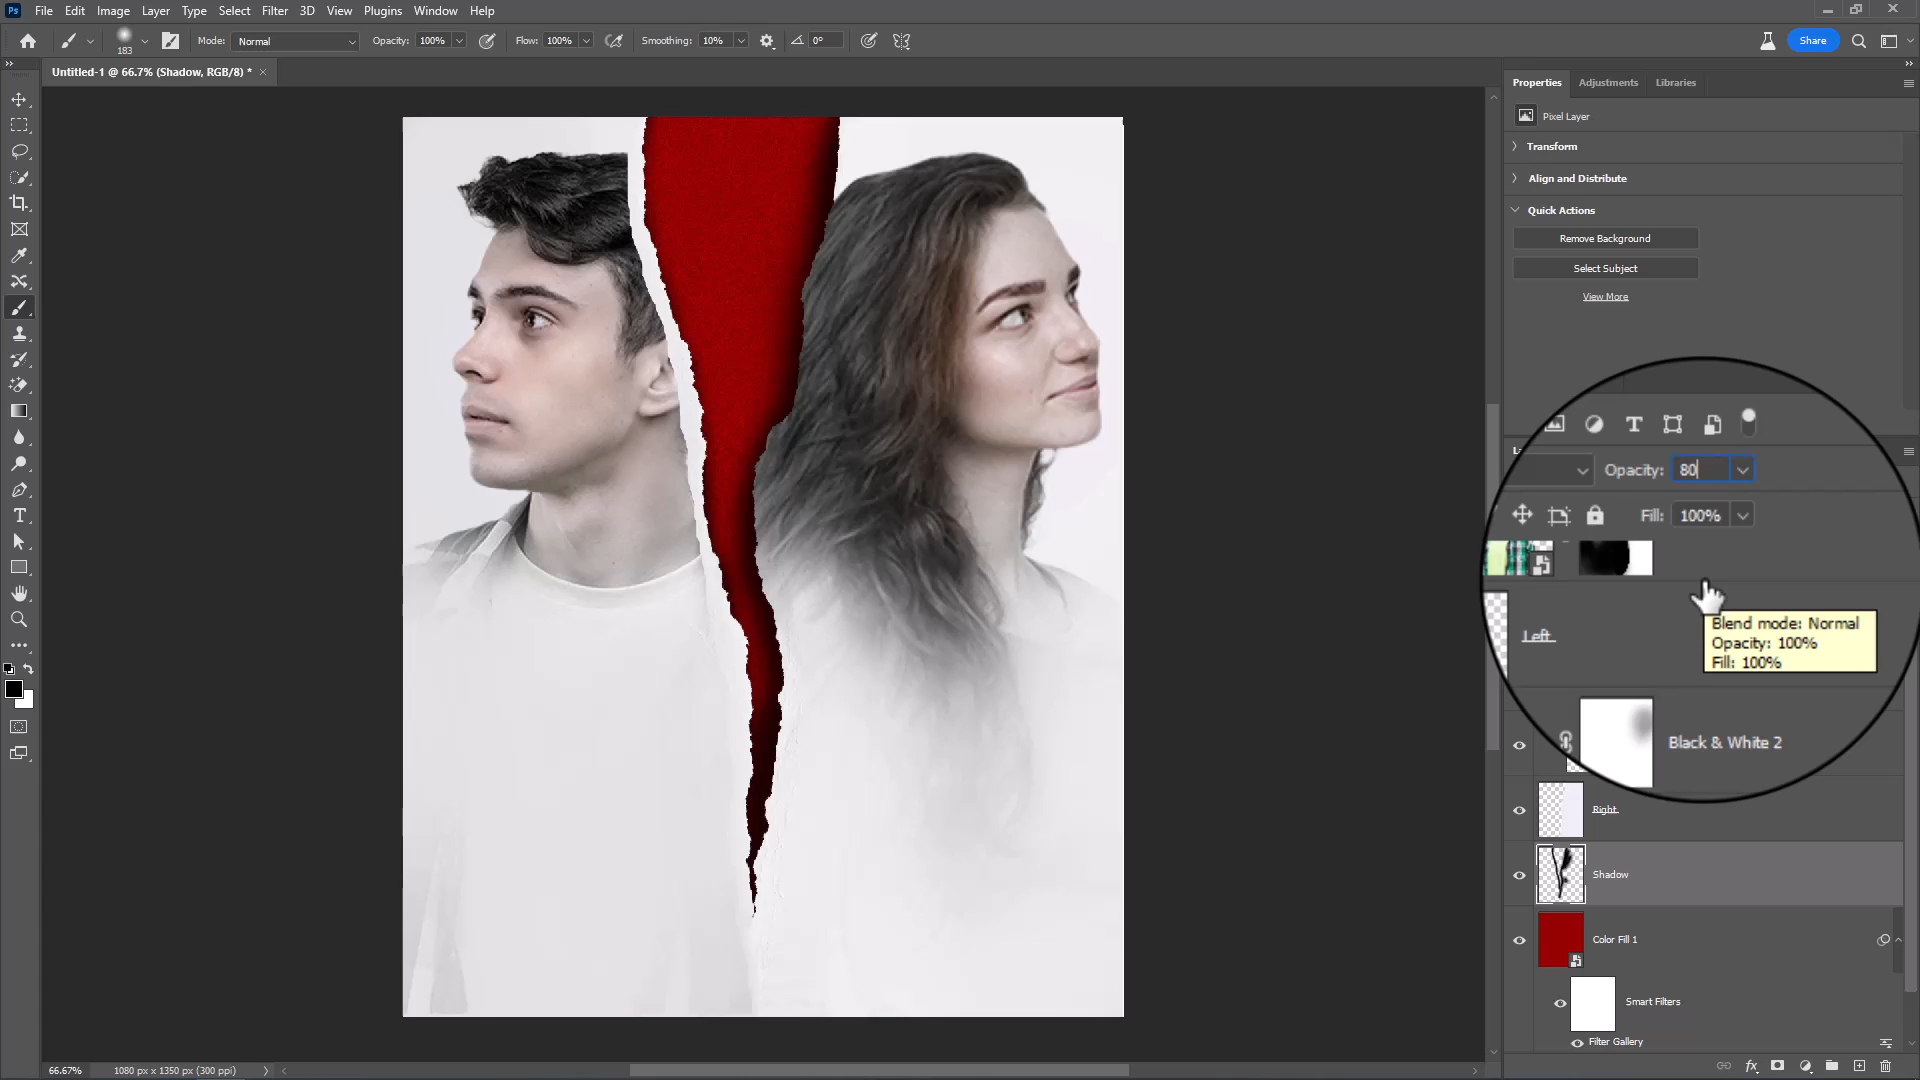 Ps File Edit Image Layer Type Select Filter 3D View Plugins Window Help
183 Mode: Normal Opacity: 100% Flow: 100% Smoothing: 10% 0° Share
Untitled-1 @ 66.7% (Shadow, RGB/8) *
Properties Adjustments Libraries
Pixel Layer
Transform
Align and Distribute
Quick Actions
Remove Background
Select Subject
View More
Opacity: 80
Fill: 100%
Left
Blend mode: Normal
Opacity: 100%
Fill: 100%
Black & White 2
Right
Shadow
Color Fill 1
Smart Filters
Filter Gallery
66.67% 1080 px x 1350 px (300 ppi)